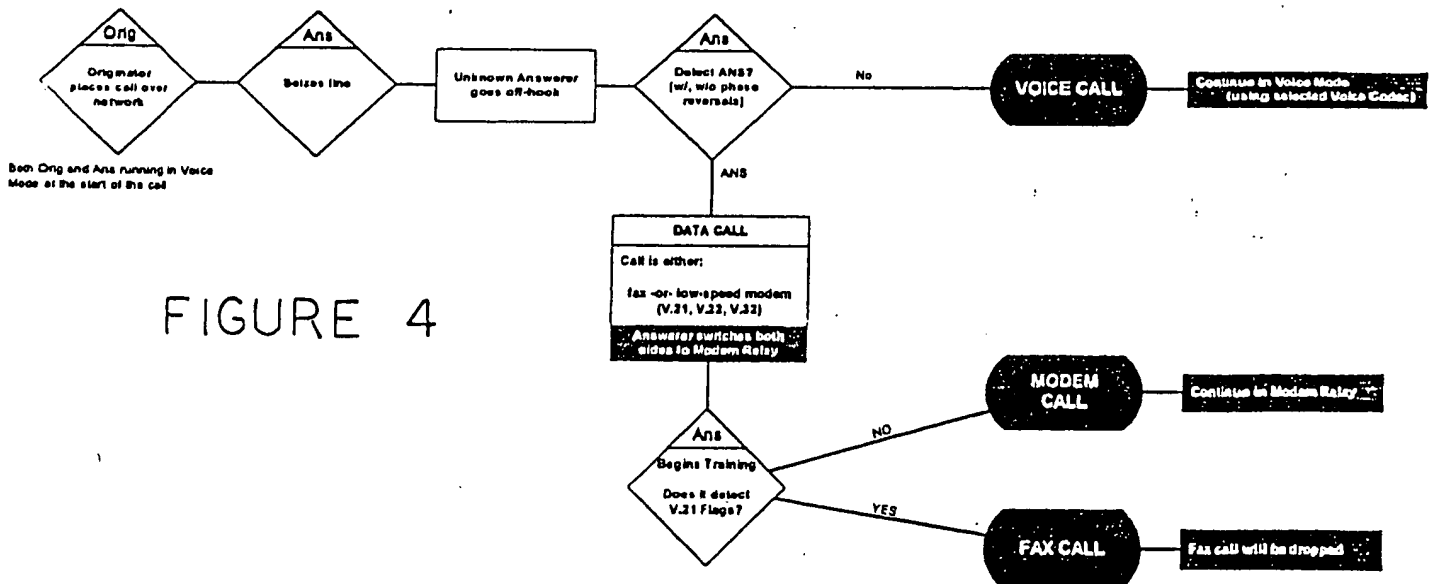 Orig
Originator
places call over
network
Both Orig and Ans running in Voice
Mode at the start of the call
Ans
Seizes line
Unknown Answerer
goes off-hook
Ans
Detect ANS?
(w/, w/o phase
reversals)
No
VOICE CALL
Continue in Voice Mode
(using selected Voice Codec)
ANS
DATA CALL
Call is either:
fax -or- low-speed modem
(V.21, V.22, V.32)
Answerer switches both
sides to Modem Relay
FIGURE 4
Ans
Begins Training
Does it detect
V.21 Flags?
NO
MODEM
CALL
Continue in Modem Relay
YES
FAX CALL
Fax call will be dropped